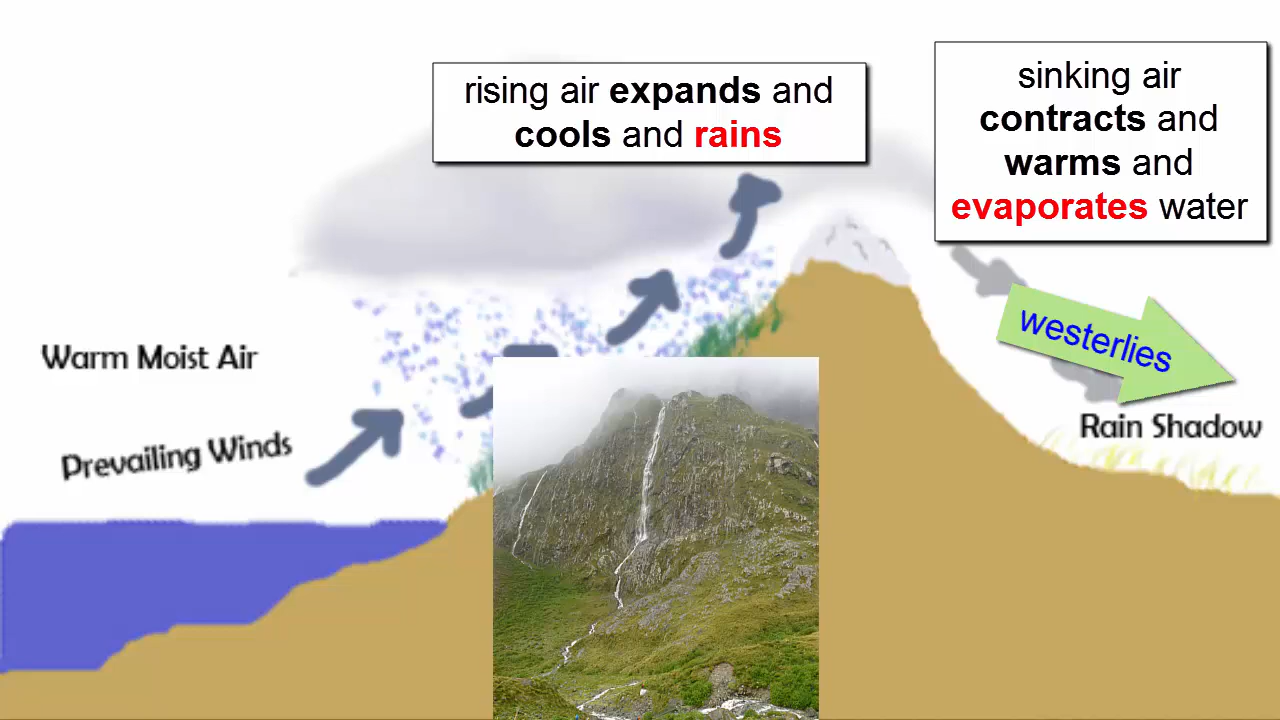 rising air expands and
cools and rains
sinking air
contracts and
warms and
evaporates water
westerlies
Warm Moist Air
Prevailing Winds
Rain Shadow